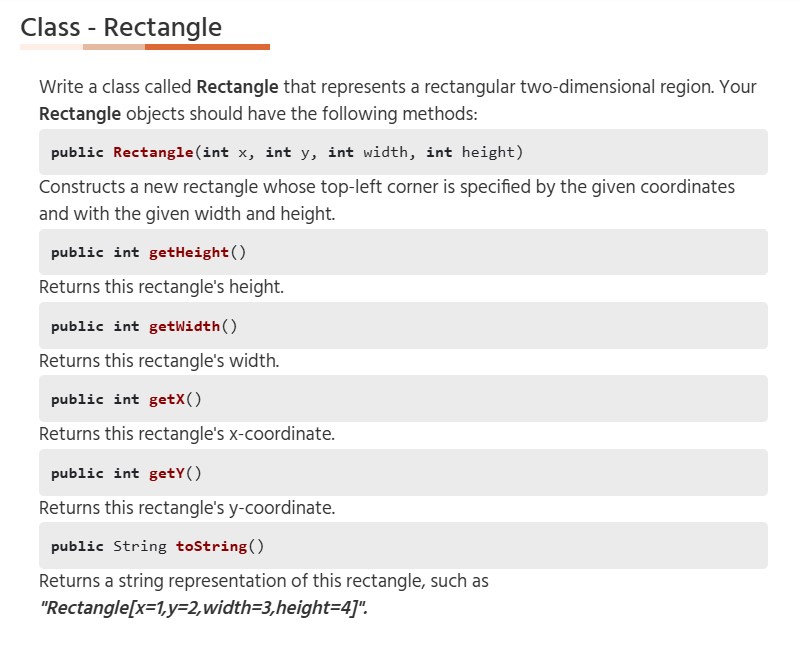 Class - Rectangle
Write a class called Rectangle that represents a rectangular two-dimensional region. Your
Rectangle objects should have the following methods:
public Rectangle(int x, int y, int width, int height)
Constructs a new rectangle whose top-left corner is specified by the given coordinates
and with the given width and height.
public int getHeight()
Returns this rectangle's height.
public int getWidth()
Returns this rectangle's width.
public int getX()
Returns this rectangle's x-coordinate.
public int getY()
Returns this rectangle's y-coordinate.
public String toString()
Returns a string representation of this rectangle, such as
"Rectangle[x=1,y=2,width=3,height=4]".